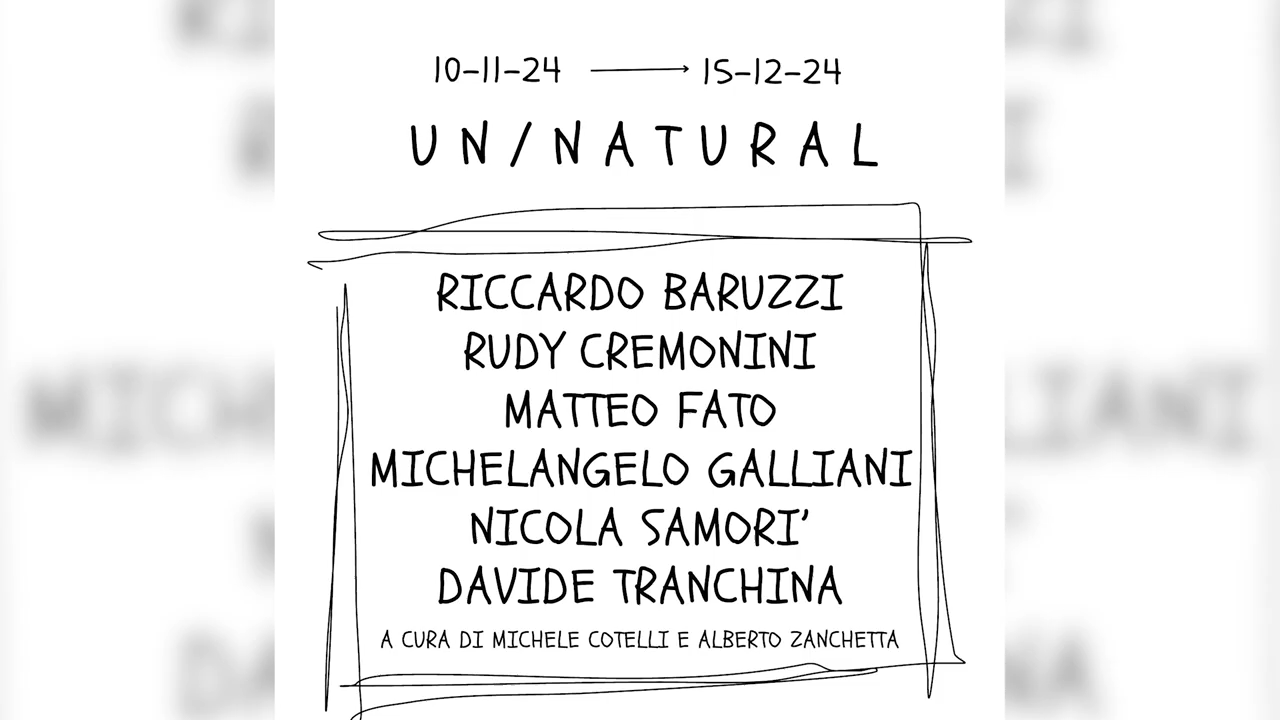 10-11-24 → 15-12-24
UN/NATURAL
RICCARDO BARUZZI
RUDY CREMONINI
MATTEO FATO
MICHELANGELO GALLIANI
NICOLA SAMORI'
DAVIDE TRANCHINA
A CURA DI MICHELE COTELLI E ALBERTO ZANCHETTA